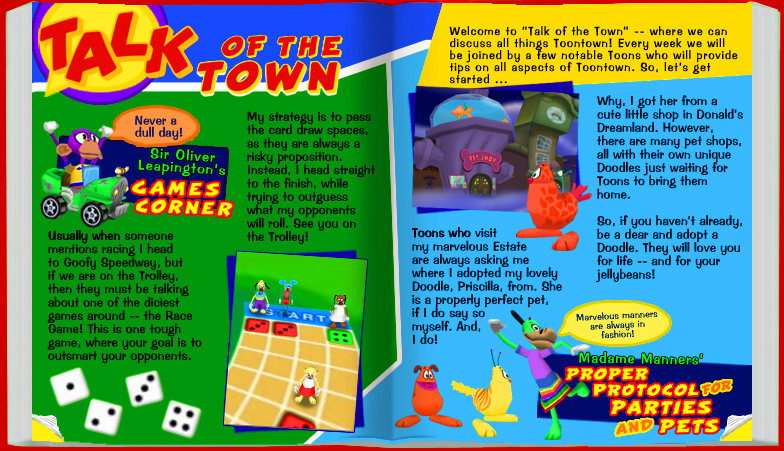 TALK
OF THE
TOWN
Never a
dull day!
Sir Oliver
Leapington's
GAMES
CORNER
Usually when someone
mentions racing I head
to Goofy Speedway, but
if we are on the Trolley,
then they must be talking
about one of the diciest
games around -- the Race
Game! This is one tough
game, where your goal is to
outsmart your opponents.
My strategy is to pass
the card draw spaces,
as they are always a
risky proposition.
Instead, I head straight
to the finish, while
trying to outguess
what my opponents
will roll. See you on
the Trolley!
START
Welcome to "Talk of the Town" -- where we can
discuss all things Toontown! Every week we will
be joined by a few notable Toons who will provide
tips on all aspects of Toontown. So, let's get
started ...
PET SHOP
Toons who visit
my marvelous Estate
are always asking me
where I adopted my lovely
Doodle, Priscilla, from. She
is a properly perfect pet,
if I do say so
myself. And,
I do!
Why, I got her from a
cute little shop in Donald's
Dreamland. However,
there are many pet shops,
all with their own unique
Doodles just waiting for
Toons to bring them
home.
So, if you haven't already,
be a dear and adopt a
Doodle. They will love you
for life -- and for your
jellybeans!
Marvelous manners
are always in
fashion!
Madame Manners'
PROPER
PROTOCOL FOR
PARTIES
AND PETS